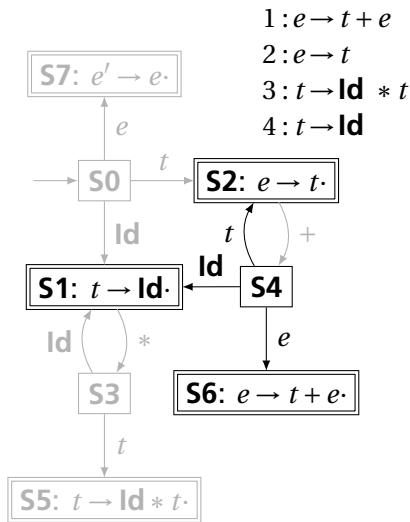 1 : e → t + e
2 : e → t
3 : t → Id * t
4 : t → Id
S7: e′ → e·
e
S0
t
S2: e → t·
Id
t
+
Id
S1: t → Id·
S4
Id
*
e
S3
S6: e → t + e·
t
S5: t → Id * t·